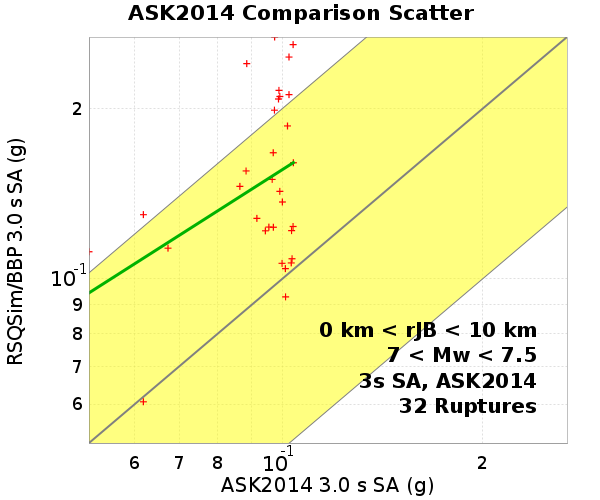 ASK2014 Comparison Scatter
RSQSim/BBP 3.0 s SA (g)
2
10-1
9
8
7
6
0 km < rJB < 10 km
7 < Mw < 7.5
3s SA, ASK2014
32 Ruptures
6 7 8 10-1 2
ASK2014 3.0 s SA (g)